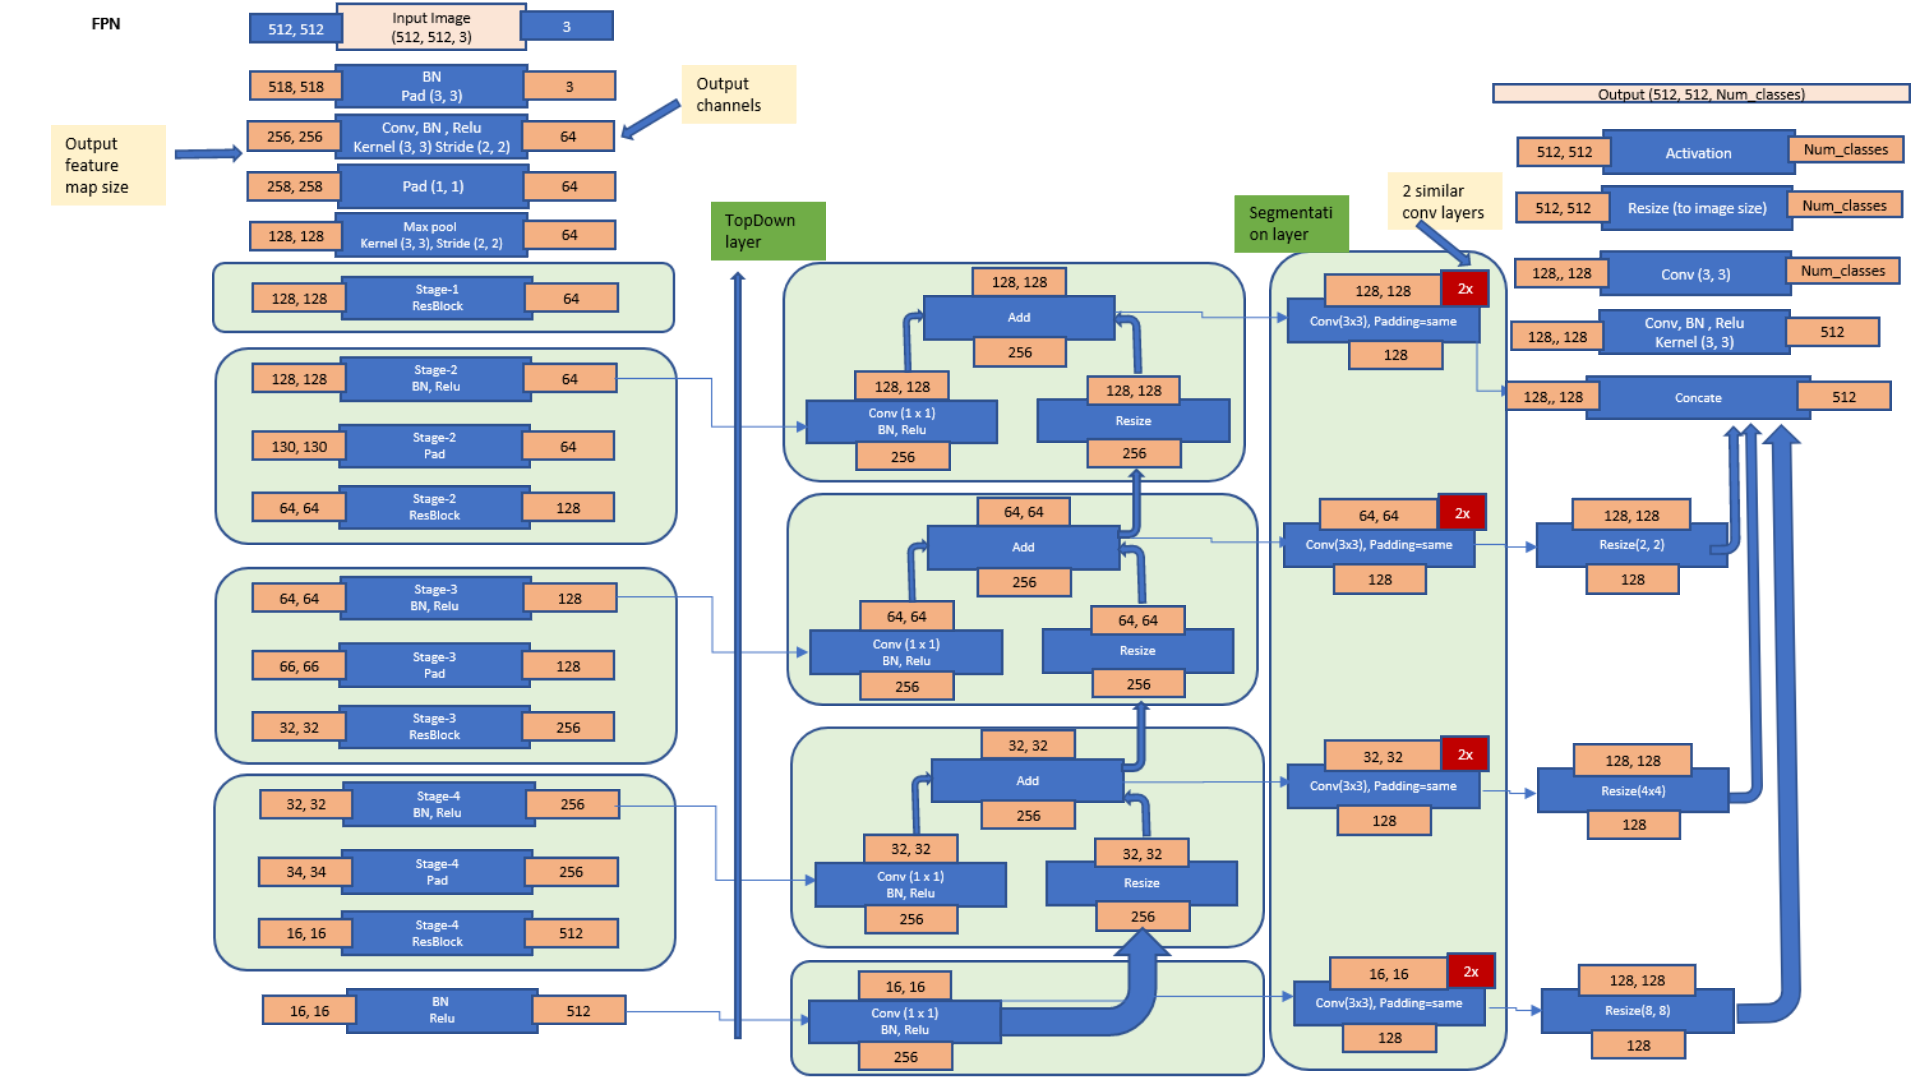 FPN
512, 512
Input Image
(512, 512, 3)
3
518, 518
BN
Pad (3, 3)
3
256, 256
Conv, BN , Relu
Kernel (3, 3) Stride (2, 2)
64
258, 258
Pad (1, 1)
64
128, 128
Max pool
Kernel (3, 3), Stride (2, 2)
64
Output
feature
map size
Output
channels
128, 128
Stage-1
ResBlock
64
128, 128
Stage-2
BN, Relu
64
130, 130
Stage-2
Pad
64
64, 64
Stage-2
ResBlock
128
64, 64
Stage-3
BN, Relu
128
66, 66
Stage-3
Pad
128
32, 32
Stage-3
ResBlock
256
32, 32
Stage-4
BN, Relu
256
34, 34
Stage-4
Pad
256
16, 16
Stage-4
ResBlock
512
16, 16
BN
Relu
512
TopDown
layer
128, 128
Add
256
128, 128
Conv (1 x 1)
BN, Relu
256
128, 128
Resize
256
64, 64
Add
256
64, 64
Conv (1 x 1)
BN, Relu
256
64, 64
Resize
256
32, 32
Add
256
32, 32
Conv (1 x 1)
BN, Relu
256
32, 32
Resize
256
16, 16
Conv (1 x 1)
BN, Relu
256
Segmentati
on layer
2 similar
conv layers
128, 128
2x
Conv(3x3), Padding=same
128
64, 64
2x
Conv(3x3), Padding=same
128
32, 32
2x
Conv(3x3), Padding=same
128
16, 16
2x
Conv(3x3), Padding=same
128
Output (512, 512, Num_classes)
512, 512
Activation
Num_classes
512, 512
Resize (to image size)
Num_classes
128,, 128
Conv (3, 3)
Num_classes
128,, 128
Conv, BN , Relu
Kernel (3, 3)
512
128,, 128
Concate
512
128, 128
Resize(2, 2)
128
128, 128
Resize(4x4)
128
128, 128
Resize(8, 8)
128